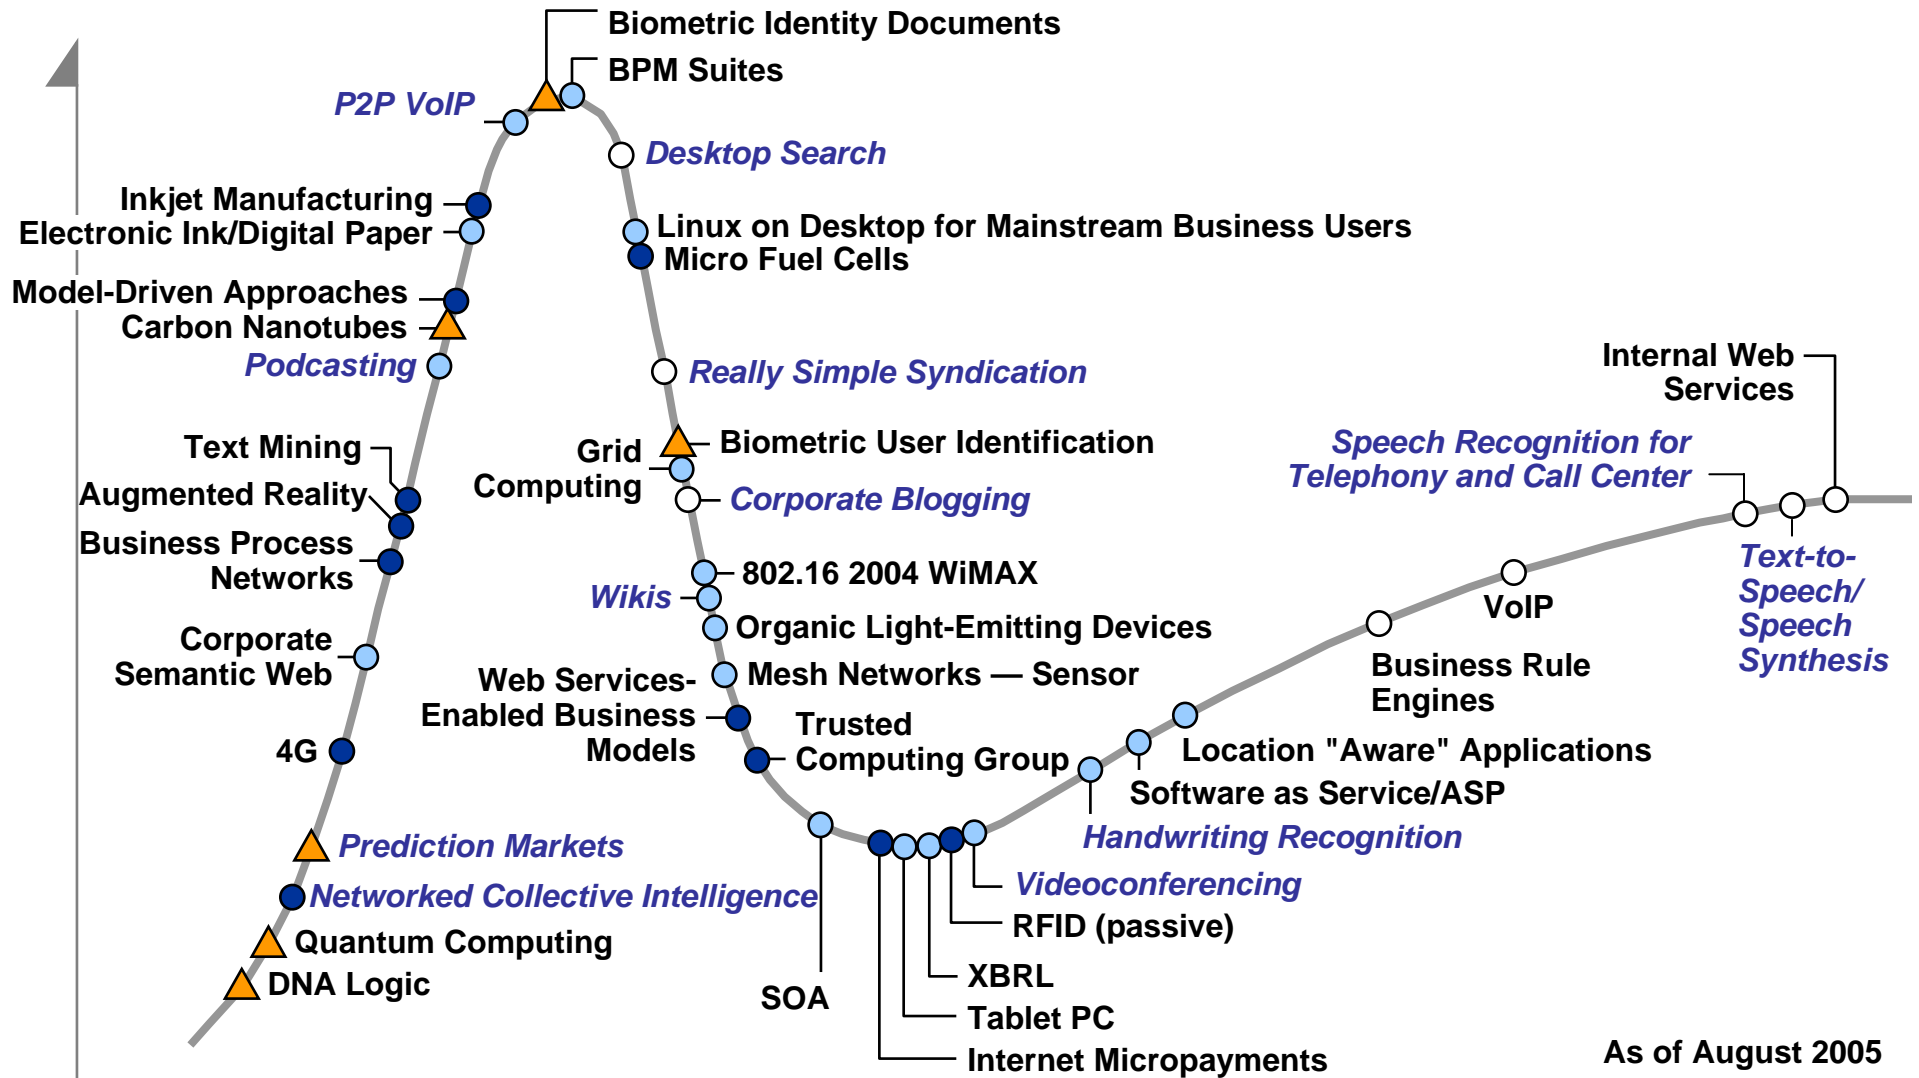 Biometric Identity Documents
BPM Suites
P2P VoIP
Desktop Search
Inkjet Manufacturing
Electronic Ink/Digital Paper
Linux on Desktop for Mainstream Business Users
Micro Fuel Cells
Model-Driven Approaches
Carbon Nanotubes
Podcasting
Really Simple Syndication
Internal Web
Services
Text Mining
Augmented Reality
Business Process
Networks
Grid
Computing
Biometric User Identification
Corporate Blogging
Speech Recognition for
Telephony and Call Center
802.16 2004 WiMAX
Wikis
Organic Light-Emitting Devices
Text-to-
Speech/
Speech
Synthesis
VoIP
Corporate
Semantic Web
Mesh Networks — Sensor
Web Services-
Enabled Business
Models
Business Rule
Engines
Trusted
Computing Group
4G
Location "Aware" Applications
Software as Service/ASP
Handwriting Recognition
Prediction Markets
Networked Collective Intelligence
Videoconferencing
RFID (passive)
Quantum Computing
DNA Logic
XBRL
SOA
Tablet PC
Internet Micropayments
As of August 2005